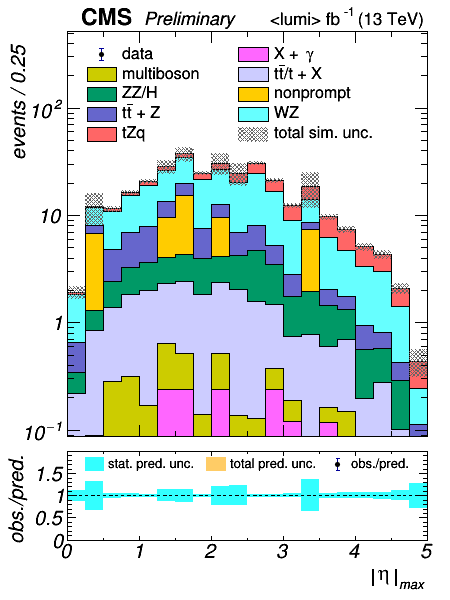 CMS Preliminary <lumi> fb⁻¹ (13 TeV)
events / 0.25
data
X + γ
multiboson
tt̄/t + X
ZZ/H
nonprompt
tt̄ + Z
WZ
tZq
total sim. unc.
10²
10
1
10⁻¹
obs./pred.
stat. pred. unc. total pred. unc. obs./pred.
1.5
1
0.5
0
0 1 2 3 4 5
|η|max